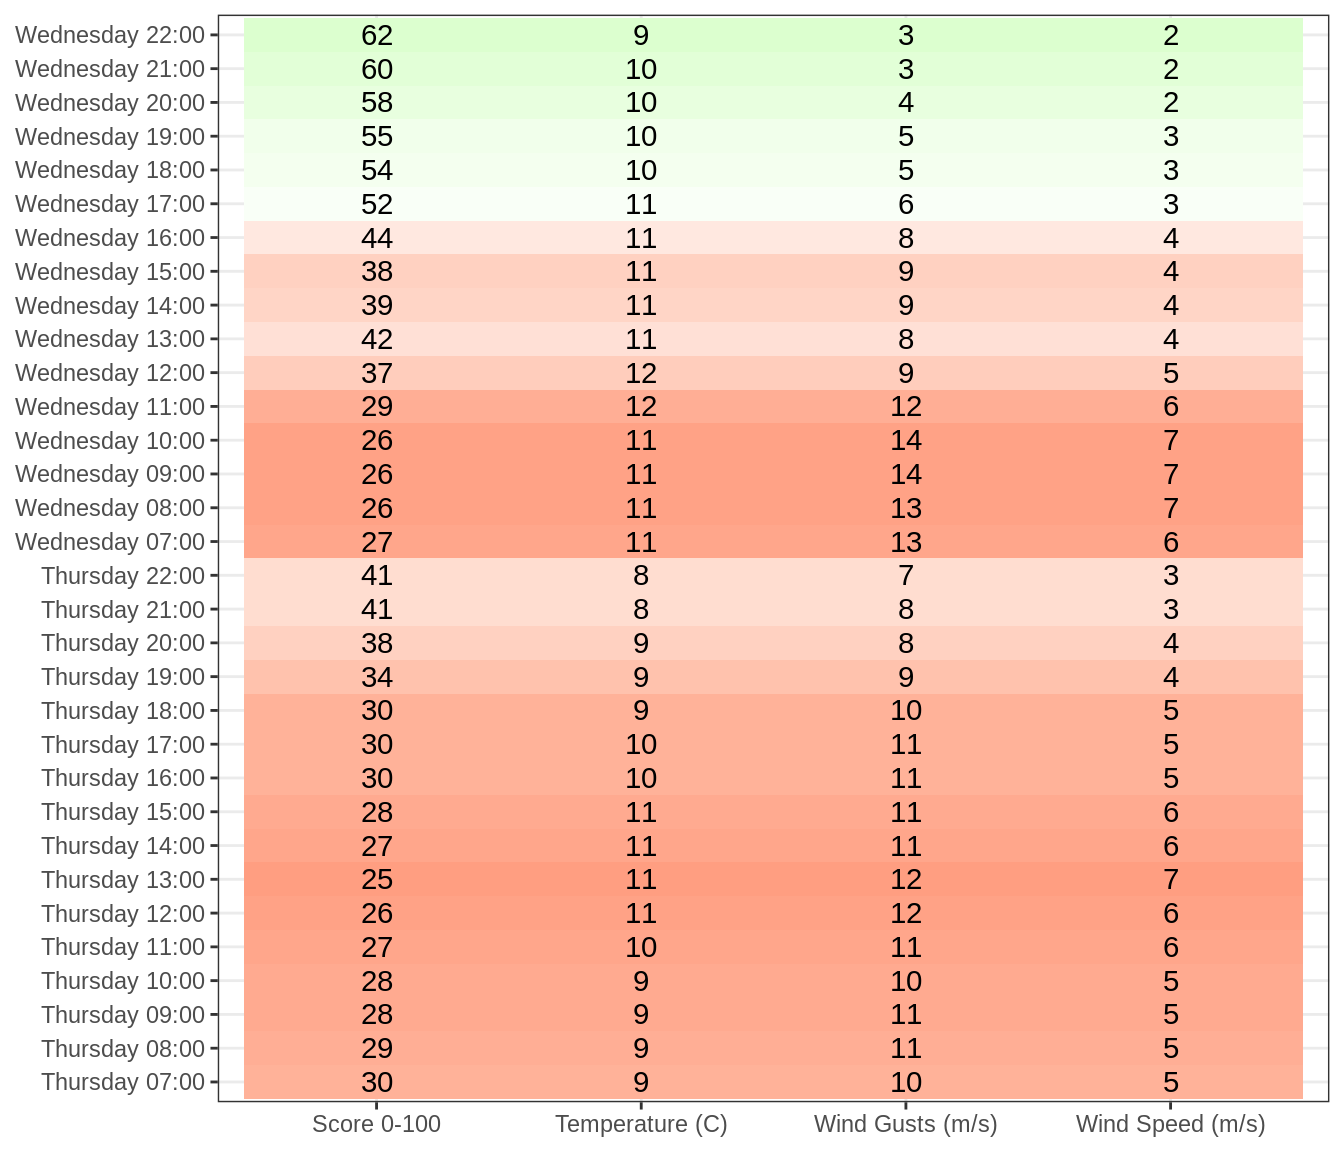 Wednesday 22:00 62 9 3 2
Wednesday 21:00 60 10 3 2
Wednesday 20:00 58 10 4 2
Wednesday 19:00 55 10 5 3
Wednesday 18:00 54 10 5 3
Wednesday 17:00 52 11 6 3
Wednesday 16:00 44 11 8 4
Wednesday 15:00 38 11 9 4
Wednesday 14:00 39 11 9 4
Wednesday 13:00 42 11 8 4
Wednesday 12:00 37 12 9 5
Wednesday 11:00 29 12 12 6
Wednesday 10:00 26 11 14 7
Wednesday 09:00 26 11 14 7
Wednesday 08:00 26 11 13 7
Wednesday 07:00 27 11 13 6
Thursday 22:00 41 8 7 3
Thursday 21:00 41 8 8 3
Thursday 20:00 38 9 8 4
Thursday 19:00 34 9 9 4
Thursday 18:00 30 9 10 5
Thursday 17:00 30 10 11 5
Thursday 16:00 30 10 11 5
Thursday 15:00 28 11 11 6
Thursday 14:00 27 11 11 6
Thursday 13:00 25 11 12 7
Thursday 12:00 26 11 12 6
Thursday 11:00 27 10 11 6
Thursday 10:00 28 9 10 5
Thursday 09:00 28 9 11 5
Thursday 08:00 29 9 11 5
Thursday 07:00 30 9 10 5
Score 0-100 Temperature (C) Wind Gusts (m/s) Wind Speed (m/s)